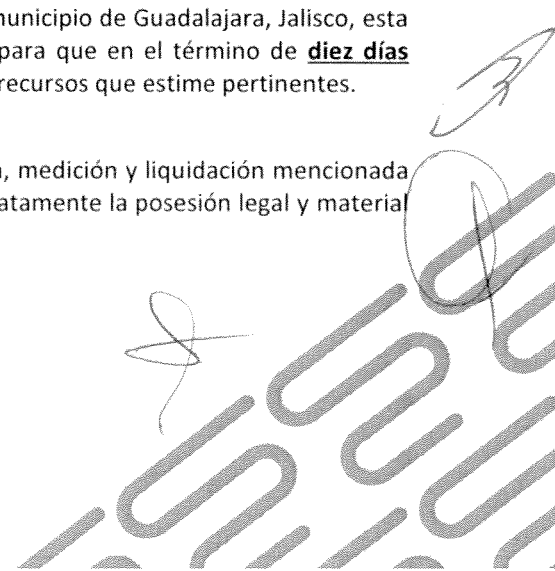 municipio de Guadalajara, Jalisco, esta
para que en el término de diez días
recursos que estime pertinentes.
, medición y liquidación mencionada
la posesión legal y material